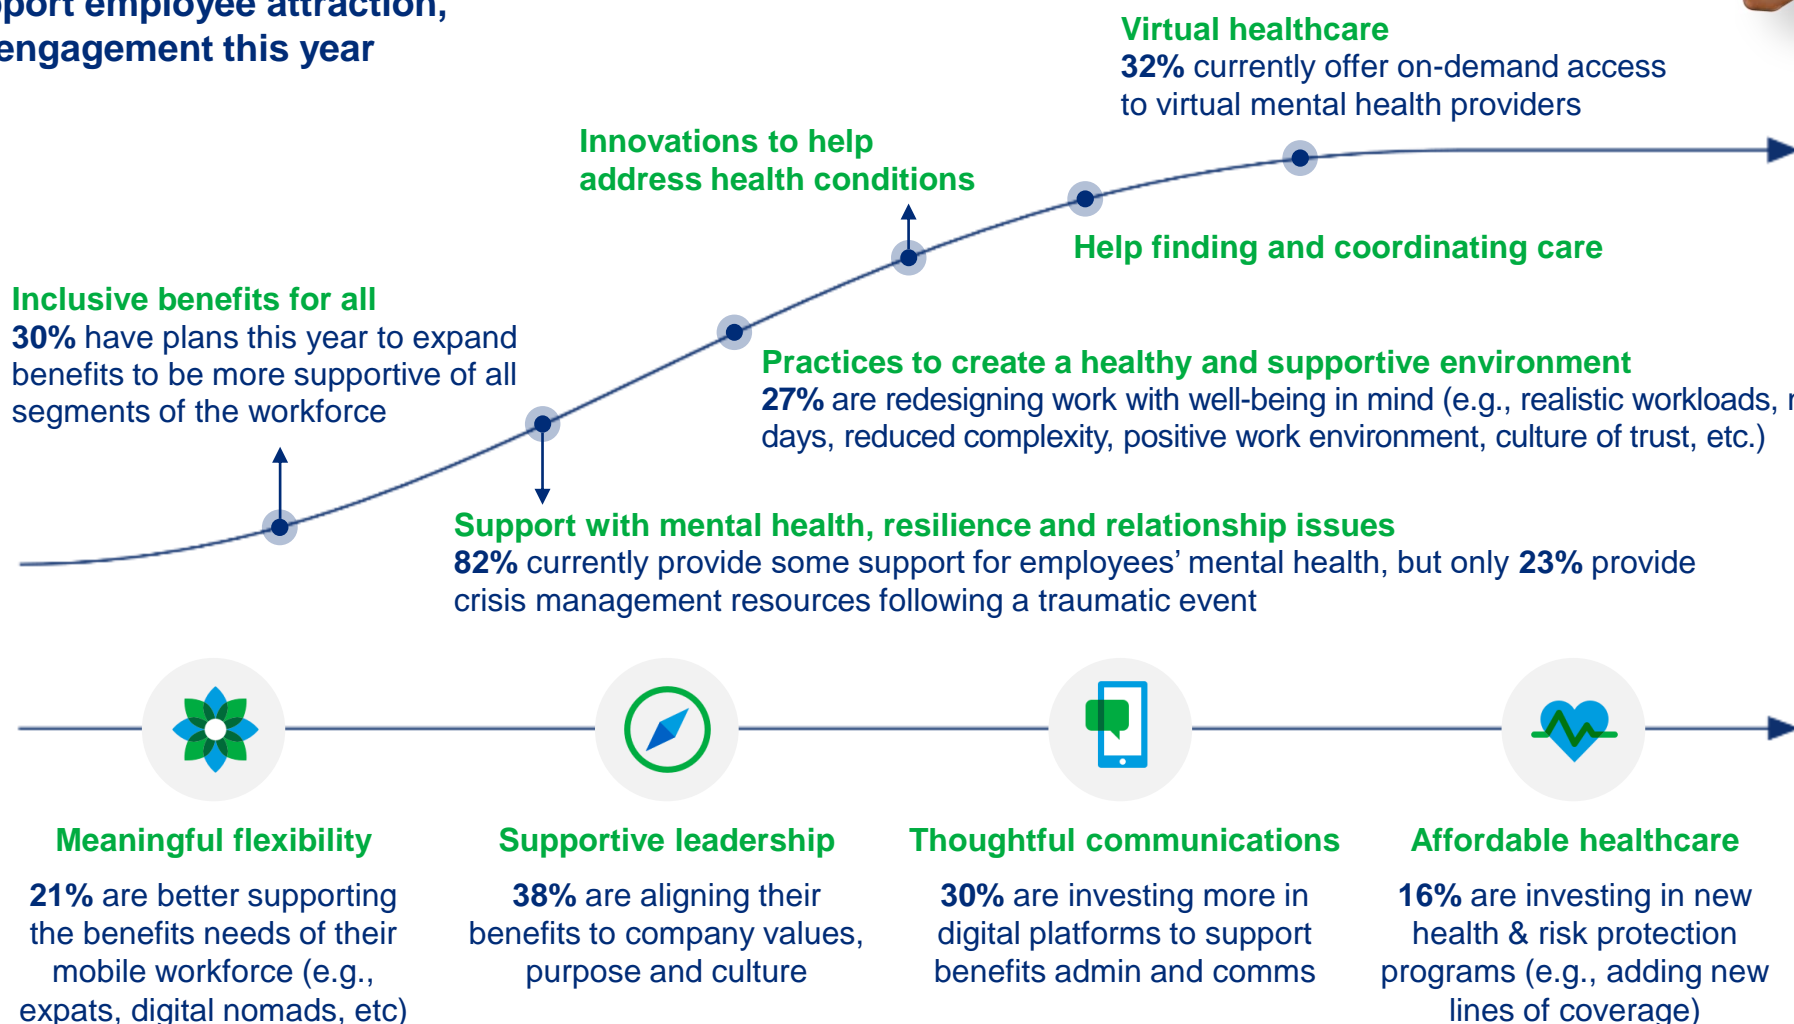 employee attraction,
engagement this year
Virtual healthcare
32% currently offer on-demand access
to virtual mental health providers
Innovations to help
address health conditions
Help finding and coordinating care
Inclusive benefits for all
30% have plans this year to expand
benefits to be more supportive of all
segments of the workforce
Practices to create a healthy and supportive environment
27% are redesigning work with well-being in mind (e.g., realistic workloads,
days, reduced complexity, positive work environment, culture of trust, etc.)
Support with mental health, resilience and relationship issues
82% currently provide some support for employees’ mental health, but only 23% provide
crisis management resources following a traumatic event
Meaningful flexibility
21% are better supporting
the benefits needs of their
mobile workforce (e.g.,
expats, digital nomads, etc)
Supportive leadership
38% are aligning their
benefits to company values,
purpose and culture
Thoughtful communications
30% are investing more in
digital platforms to support
benefits admin and comms
Affordable healthcare
16% are investing in new
health & risk protection
programs (e.g., adding new
lines of coverage)